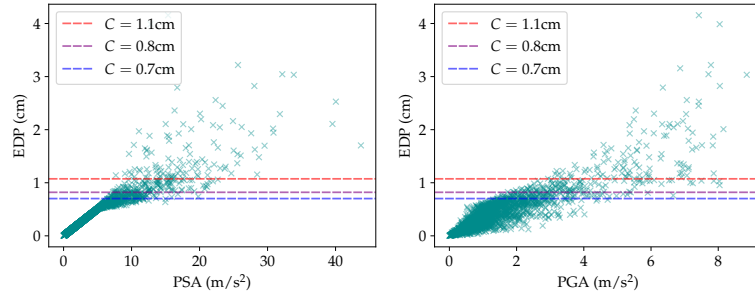 C = 1.1cm
C = 0.8cm
C = 0.7cm
EDP (cm)
4
3
2
1
0
0 10 20 30 40
PSA (m/s²)
C = 1.1cm
C = 0.8cm
C = 0.7cm
EDP (cm)
4
3
2
1
0
0 2 4 6 8
PGA (m/s²)